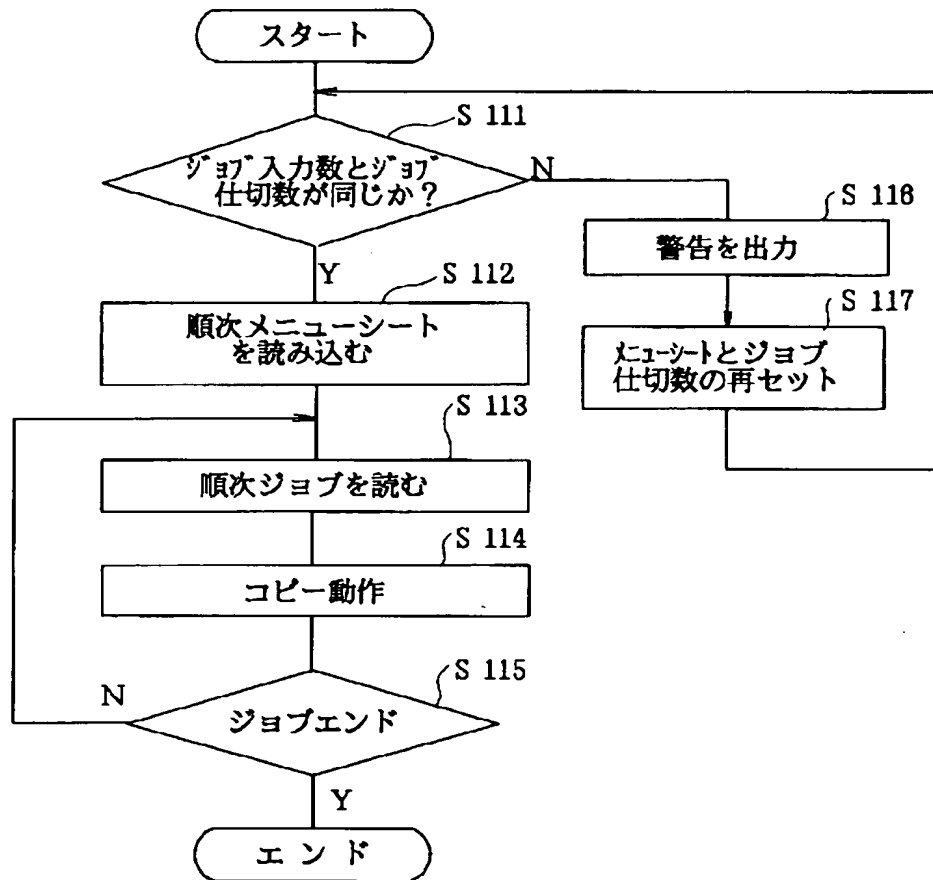 スタート
S 111
ジョブ入力数とジョブ
仕切数が同じか?
N
Y
S 116
警告を出力
S 112
順次メニューシート
を読み込む
S 117
メニューシートとジョブ
仕切数の再セット
S 113
順次ジョブを読む
S 114
コピー動作
S 115
N
ジョブエンド
Y
エンド